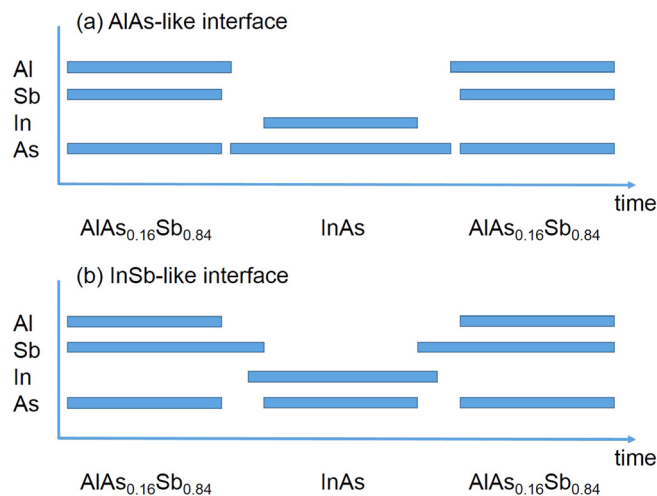 (a) AlAs-like interface
Al
Sb
In
As
time
AlAs₀.₁₆Sb₀.₈₄ InAs AlAs₀.₁₆Sb₀.₈₄
(b) InSb-like interface
Al
Sb
In
As
time
AlAs₀.₁₆Sb₀.₈₄ InAs AlAs₀.₁₆Sb₀.₈₄